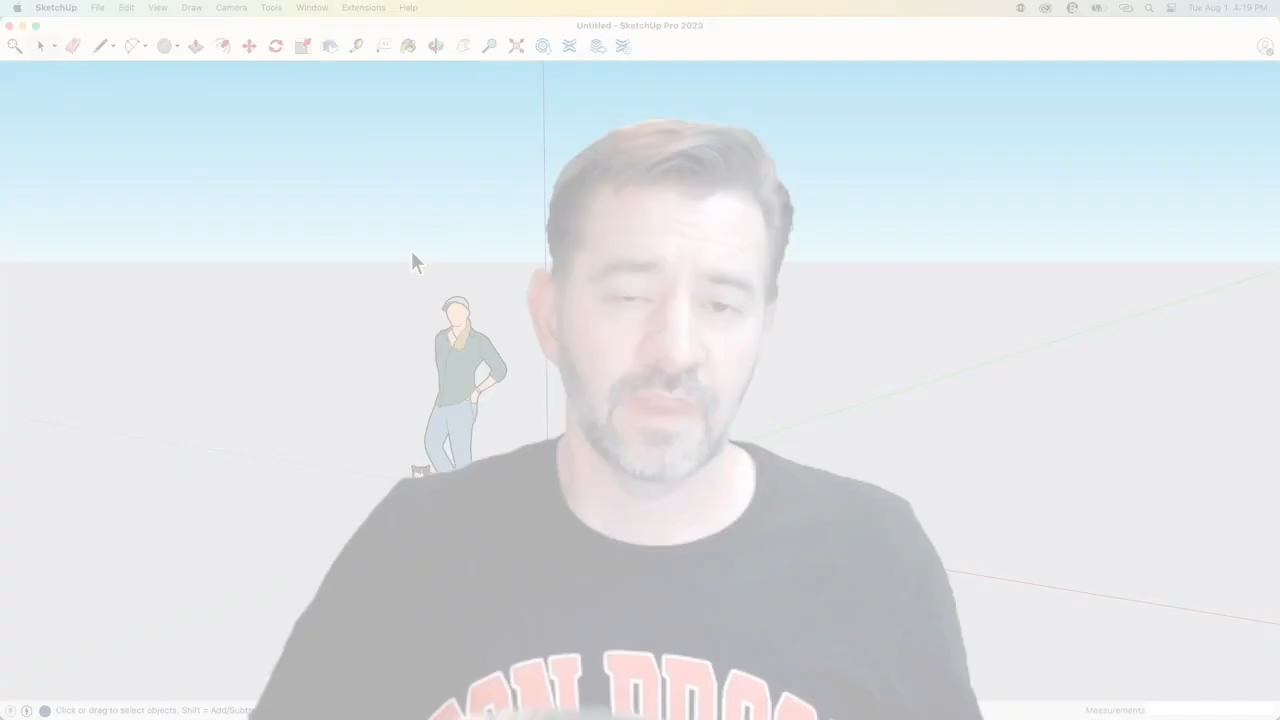 SketchUp File Edit View Draw Camera Tools Window Extensions Help Tue Aug 1 4:19 PM
Untitled - SketchUp Pro 2023
Click or drag to select objects. Shift = Add/Subtr
Measurements